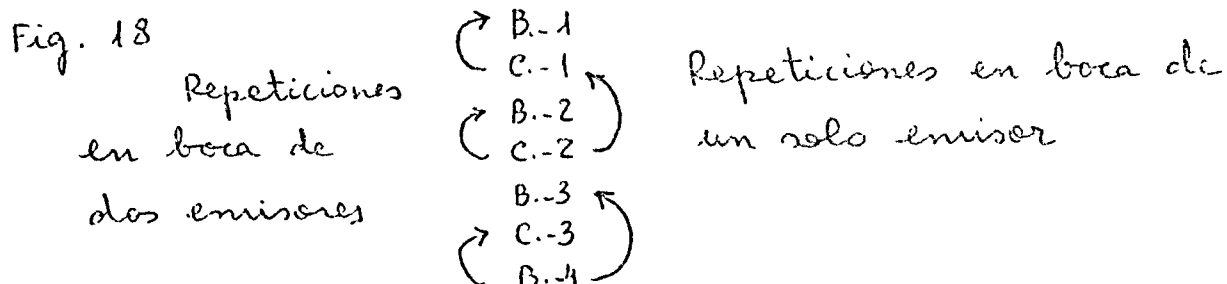 Fig. 18
Repeticiones
en boca de
dos emisores
B.-1
C.-1
B.-2
C.-2
B.-3
C.-3
B.-4
Repeticiones en boca de
un solo emisor